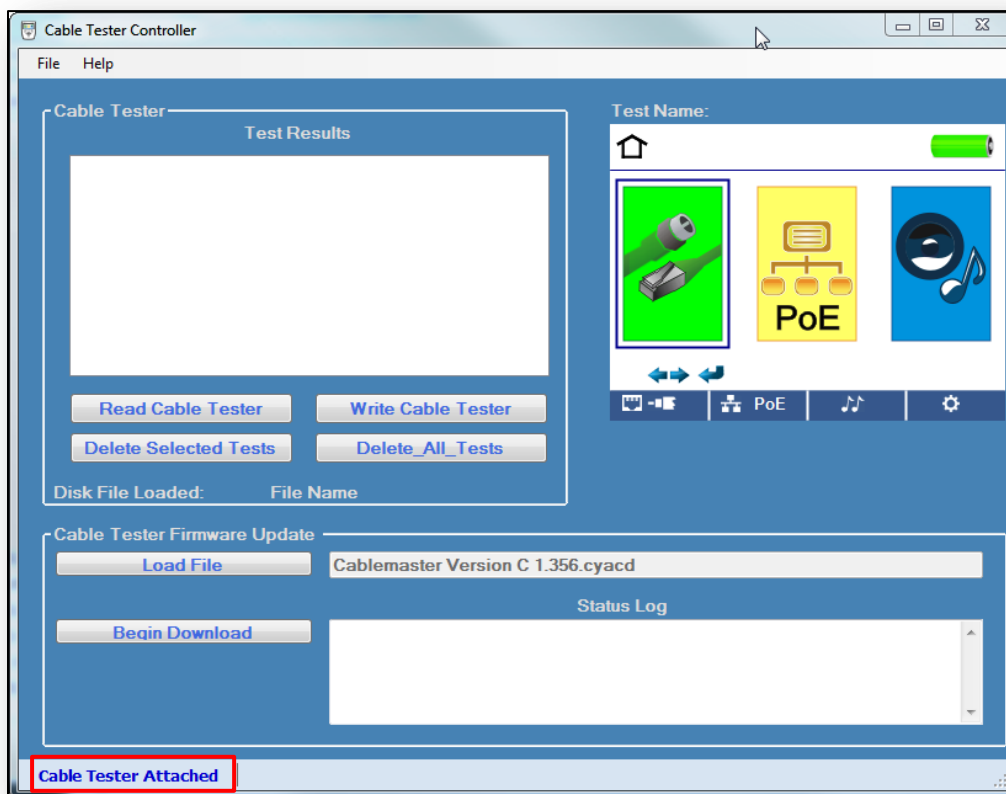 Cable Tester Controller
File Help
Cable Tester
Test Results
Read Cable Tester Write Cable Tester
Delete Selected Tests Delete_All_Tests
Disk File Loaded: File Name
Test Name:
PoE
PoE
Cable Tester Firmware Update
Load File Cablemaster Version C 1.356.cyacd
Status Log
Begin Download
Cable Tester Attached